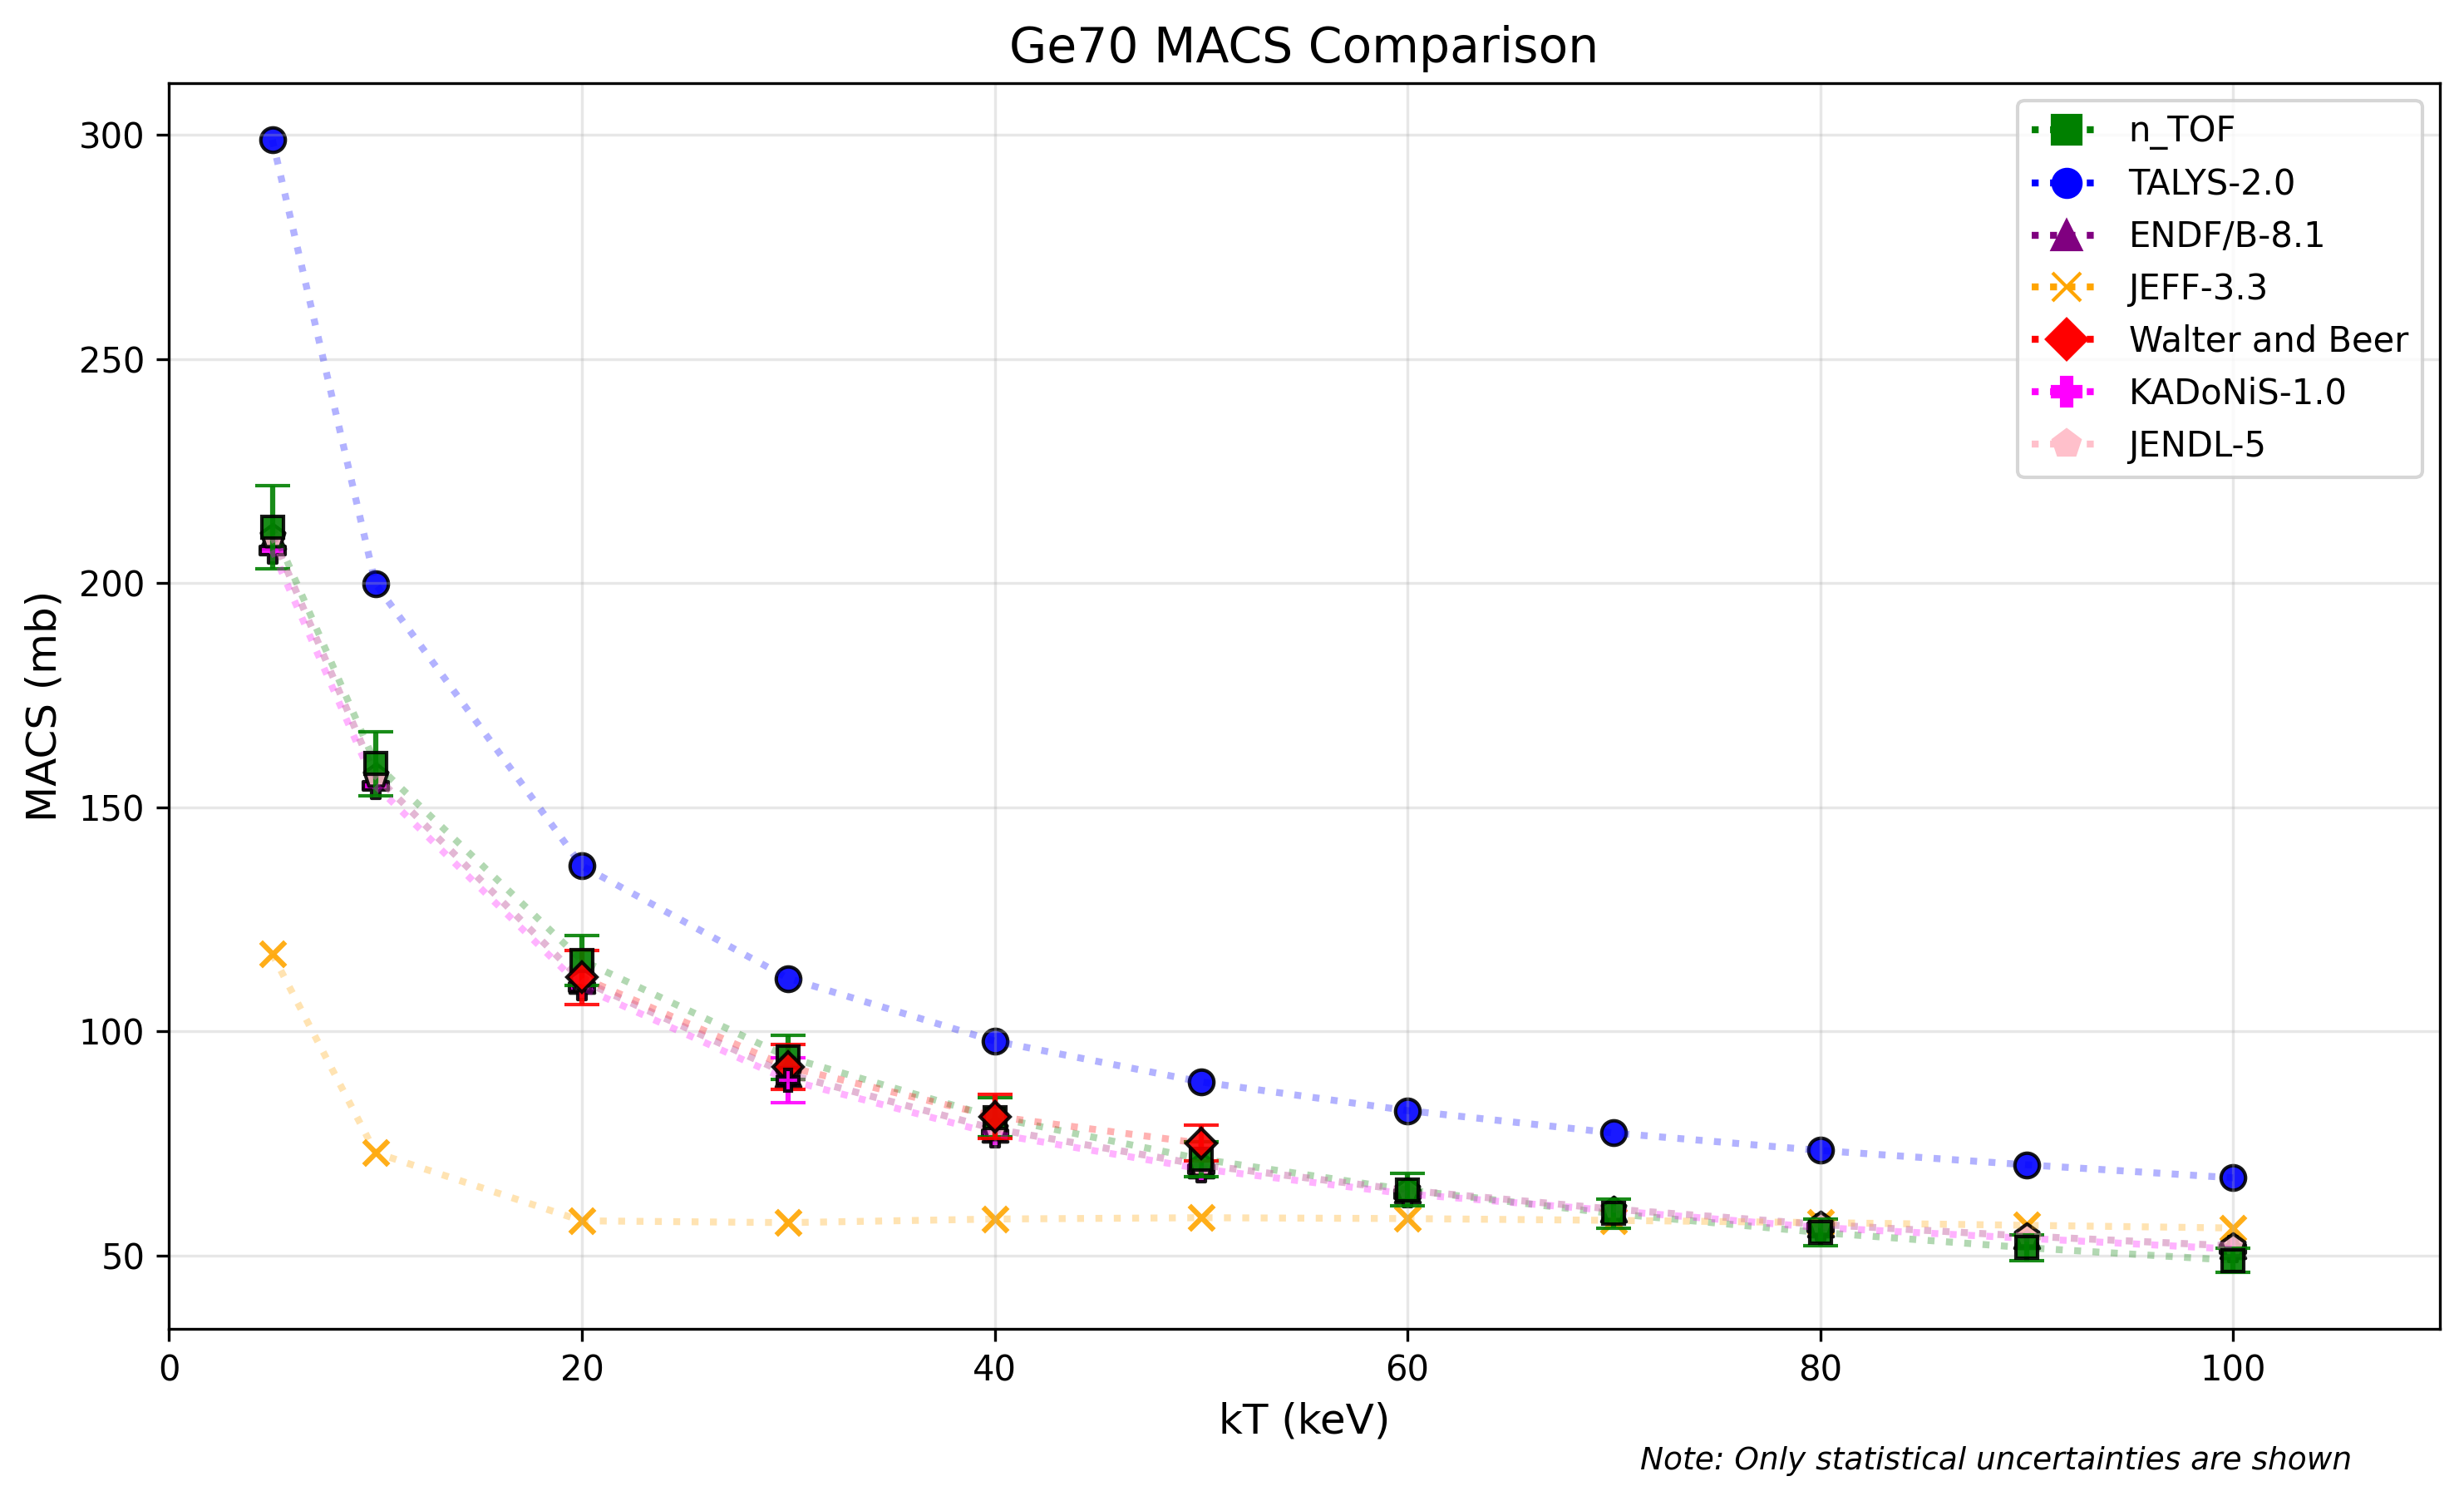 Ge70 MACS Comparison
MACS (mb)
300
250
200
150
100
50
n_TOF
TALYS-2.0
ENDF/B-8.1
JEFF-3.3
Walter and Beer
KADoNiS-1.0
JENDL-5
0 20 40 60 80 100
kT (keV)
Note: Only statistical uncertainties are shown